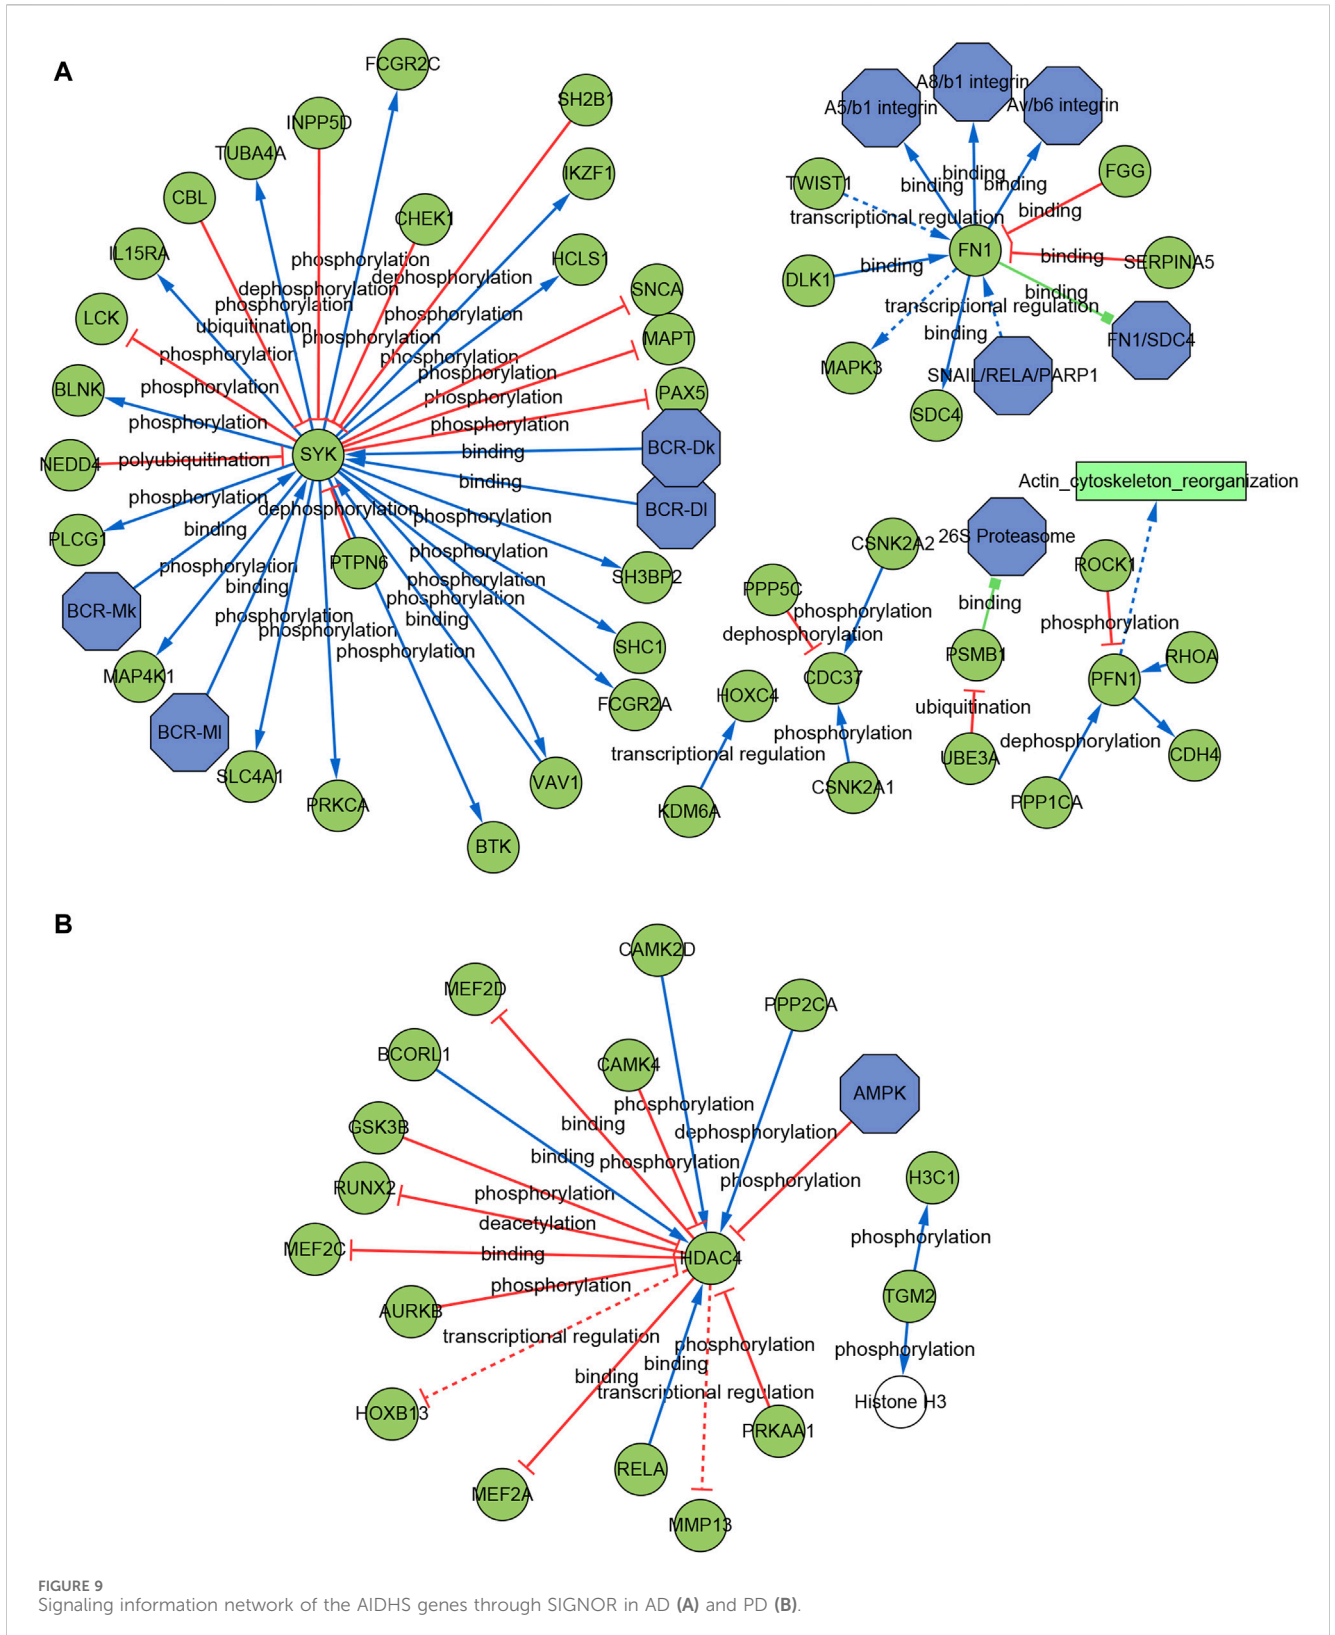 A
FCGR2C
SH2B1
INPP5D
TUBA4A
IKZF1
CBL
CHEK1
IL15RA
HCLS1
phosphorylation
dephosphorylation
dephosphorylation
phosphorylation
SNCA
LCK
phosphorylation
ubiquitination
phosphorylation
MAPT
phosphorylation
phosphorylation
phosphorylation
BLNK
phosphorylation
phosphorylation
PAX5
phosphorylation
phosphorylation
BCR-Dk
SYK
binding
NEDD4
polyubiquitination
binding
phosphorylation
BCR-Dl
dephosphorylation
phosphorylation
binding
PLCG1
phosphorylation
PTPN6
phosphorylation
phosphorylation
SH3BP2
binding
phosphorylation
BCR-Mk
phosphorylation
binding
phosphorylation
phosphorylation
SHC1
MAP4K1
FCGR2A
BCR-Ml
SLC4A1
VAV1
PRKCA
BTK
A8/b1 integrin
A5/b1 integrin
Av/b6 integrin
binding
binding
binding
FGG
TWIST1
transcriptional regulation
binding
FN1
binding
SERPINA5
DLK1
binding
binding
transcriptional regulation
binding
FN1/SDC4
MAPK3
SNAIL/RELA/PARP1
SDC4
Actin_cytoskeleton_reorganization
CSNK2A2
26S Proteasome
ROCK1
PPP5C
phosphorylation
binding
dephosphorylation
phosphorylation
PSMB1
RHOA
CDC37
PFN1
HOXC4
ubiquitination
phosphorylation
dephosphorylation
transcriptional regulation
UBE3A
CDH4
CSNK2A1
PPP1CA
KDM6A
B
CAMK2D
MEF2D
PPP2CA
BCORL1
CAMK4
AMPK
phosphorylation
binding
GSK3B
dephosphorylation
binding
phosphorylation
phosphorylation
H3C1
RUNX2
phosphorylation
deacetylation
phosphorylation
MEF2C
binding
HDAC4
phosphorylation
TGM2
AURKB
transcriptional regulation
phosphorylation
phosphorylation
binding
binding
transcriptional regulation
Histone H3
HOXB13
PRKAA1
RELA
MEF2A
MMP13
FIGURE 9
Signaling information network of the AIDHS genes through SIGNOR in AD (A) and PD (B).